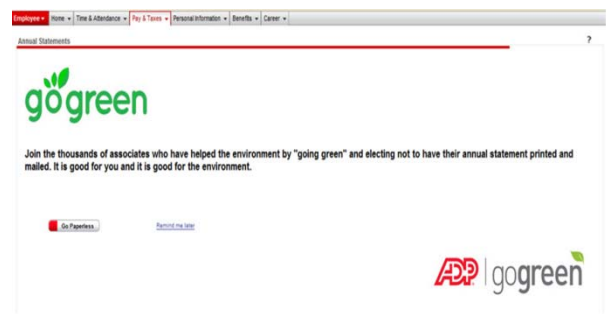 Employee Home Time & Attendance Pay & Taxes Personal Information Benefits Career
Annual Statements ?
gogreen
Join the thousands of associates who have helped the environment by "going green" and electing not to have their annual statement printed and
mailed. It is good for you and it is good for the environment.
Go Paperless Remind me later
ADP gogreen